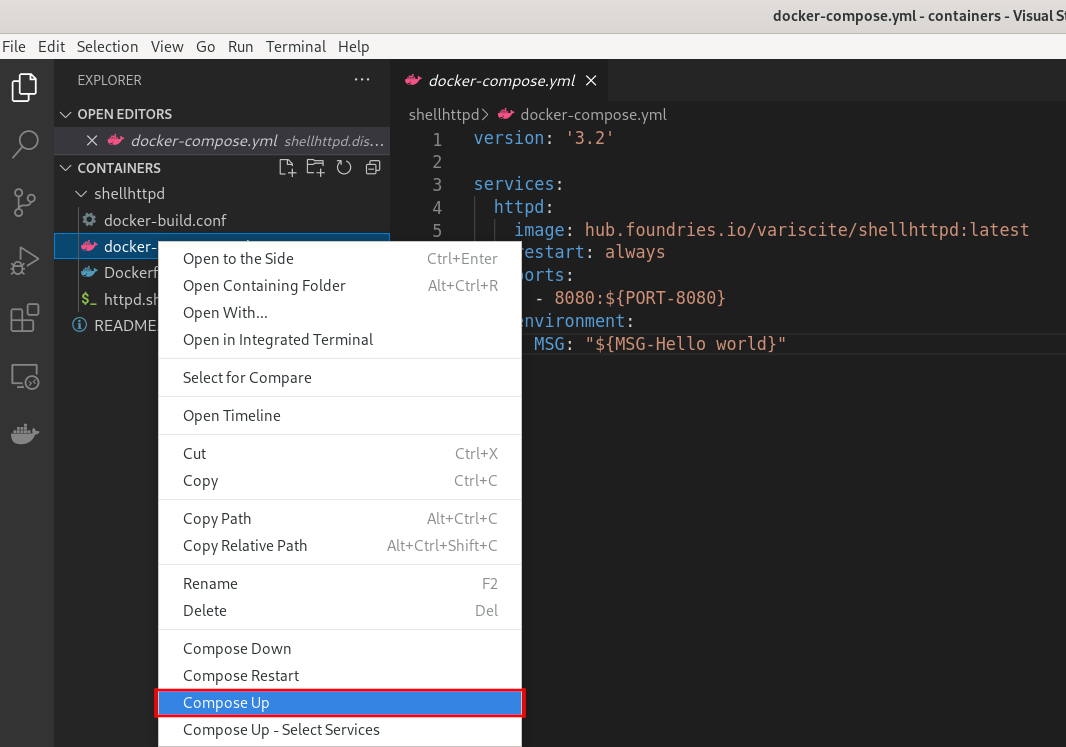 docker-compose.yml - containers - Visual St
File Edit Selection View Go Run Terminal Help
EXPLORER
OPEN EDITORS
docker-compose.yml shellhttpd.dis...
CONTAINERS
shellhttpd
docker-build.conf
docker-
Dockerf
httpd.sh
README
docker-compose.yml
shellhttpd > docker-compose.yml
1 version: '3.2'
2
3 services:
4 httpd:
5 image: hub.foundries.io/variscite/shellhttpd:latest
restart: always
ports:
- 8080:${PORT-8080}
environment:
MSG: "${MSG-Hello world}"
Open to the Side Ctrl+Enter
Open Containing Folder Alt+Ctrl+R
Open With...
Open in Integrated Terminal
Select for Compare
Open Timeline
Cut Ctrl+X
Copy Ctrl+C
Copy Path Alt+Ctrl+C
Copy Relative Path Alt+Ctrl+Shift+C
Rename F2
Delete Del
Compose Down
Compose Restart
Compose Up
Compose Up - Select Services